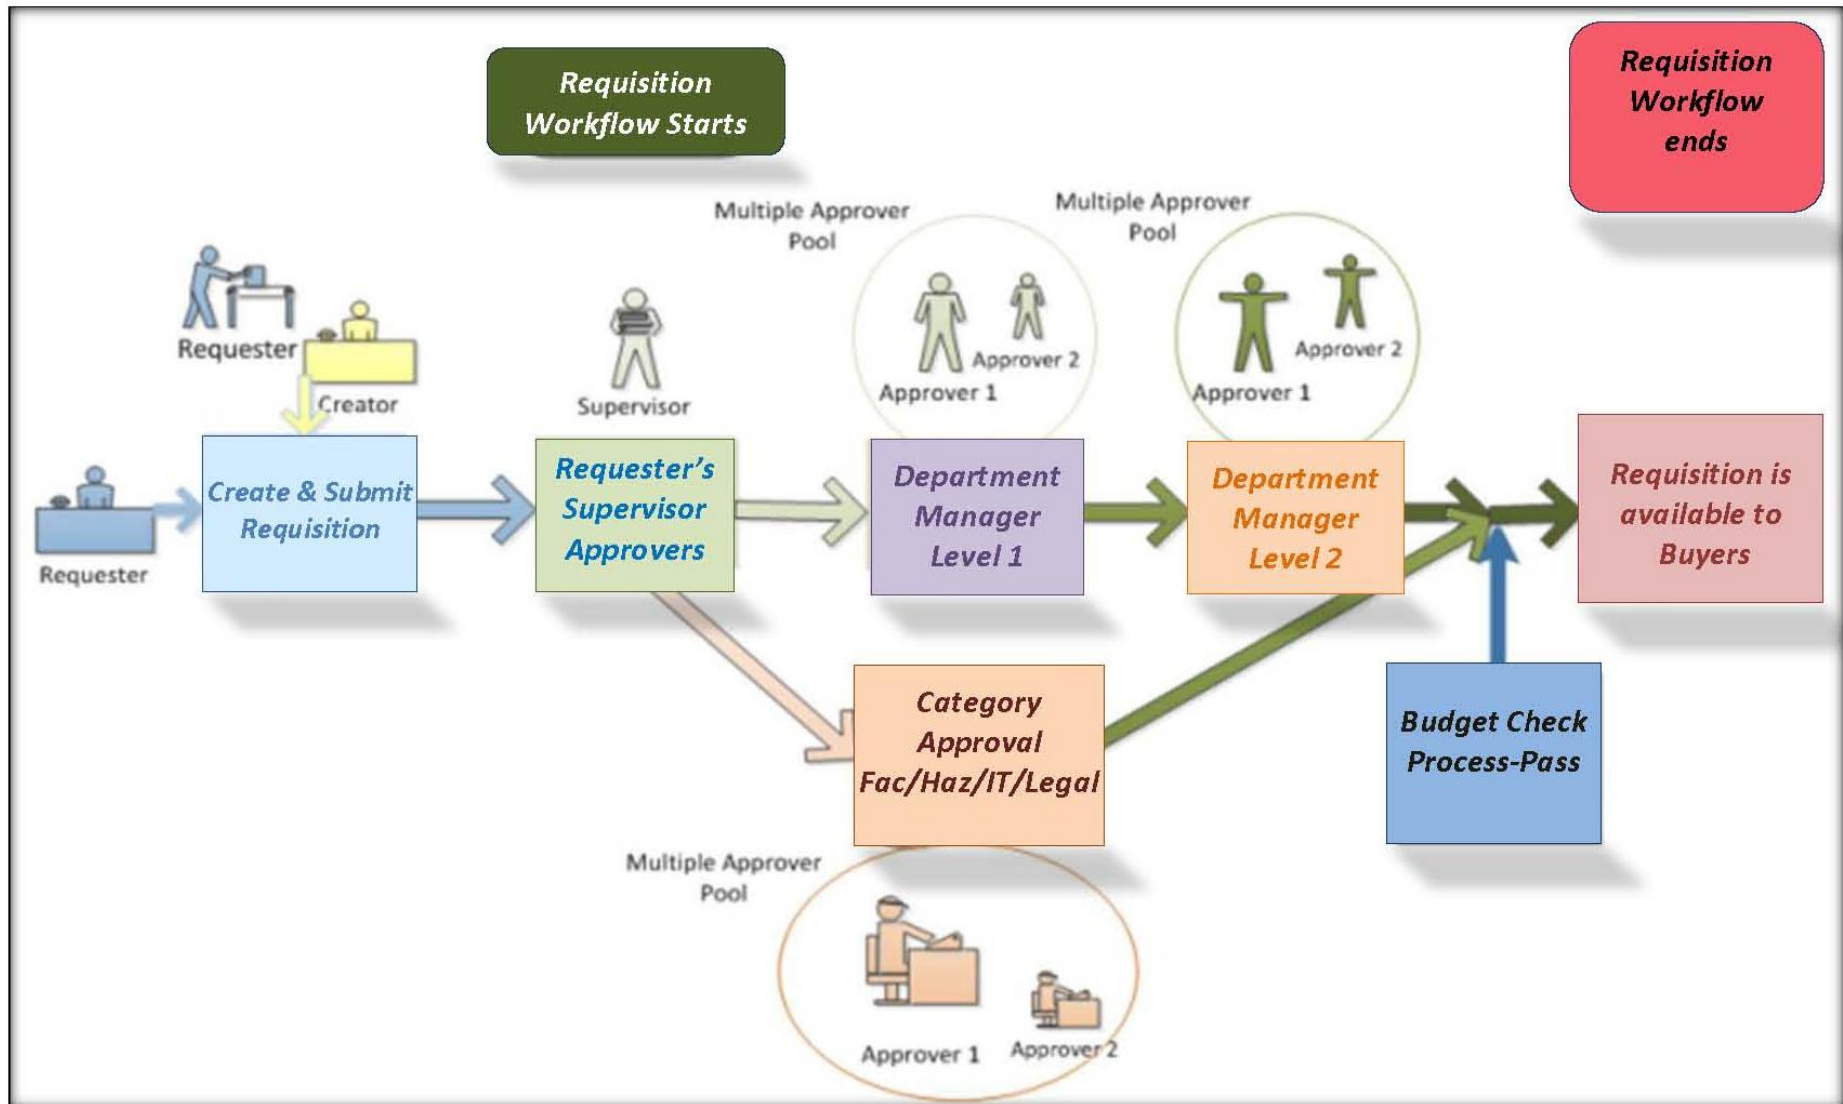 Requisition
Workflow Starts
Requisition
Workflow
ends
Multiple Approver
Pool
Multiple Approver
Pool
Requester
Creator
Supervisor
Approver 1
Approver 2
Approver 1
Approver 2
Requester
Create & Submit
Requisition
Requester's
Supervisor
Approvers
Department
Manager
Level 1
Department
Manager
Level 2
Requisition is
available to
Buyers
Category
Approval
Fac/Haz/IT/Legal
Budget Check
Process-Pass
Multiple Approver
Pool
Approver 1
Approver 2